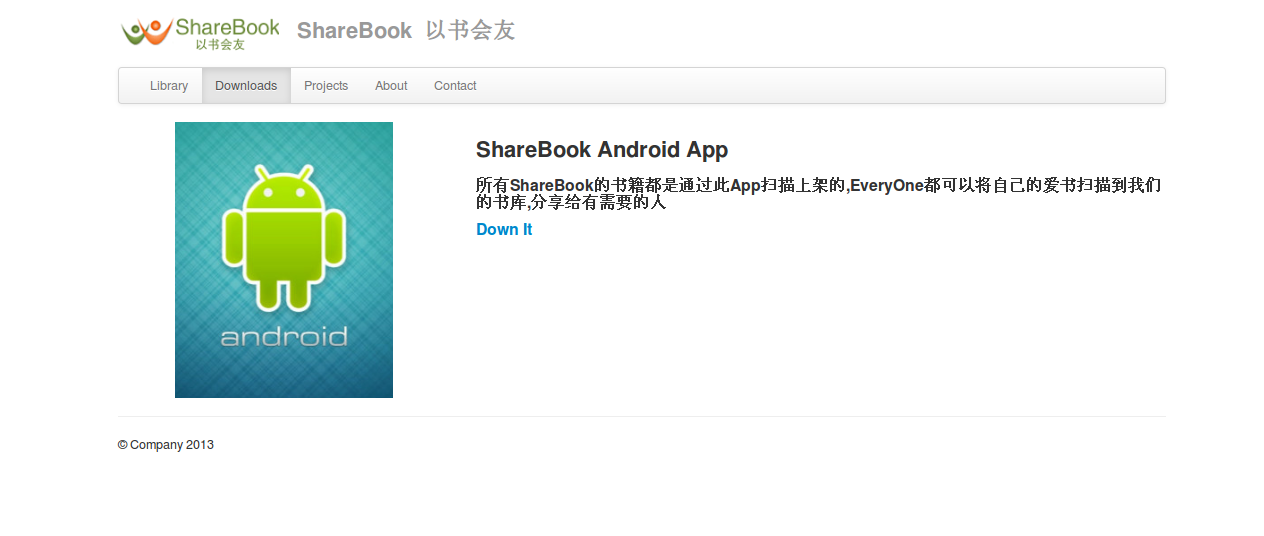 ShareBook
以书会友
ShareBook 以书会友
Library Downloads Projects About Contact
android
ShareBook Android App
所有ShareBook的书籍都是通过此App扫描上架的,EveryOne都可以将自己的爱书扫描到我们
的书库,分享给有需要的人
Down It
© Company 2013